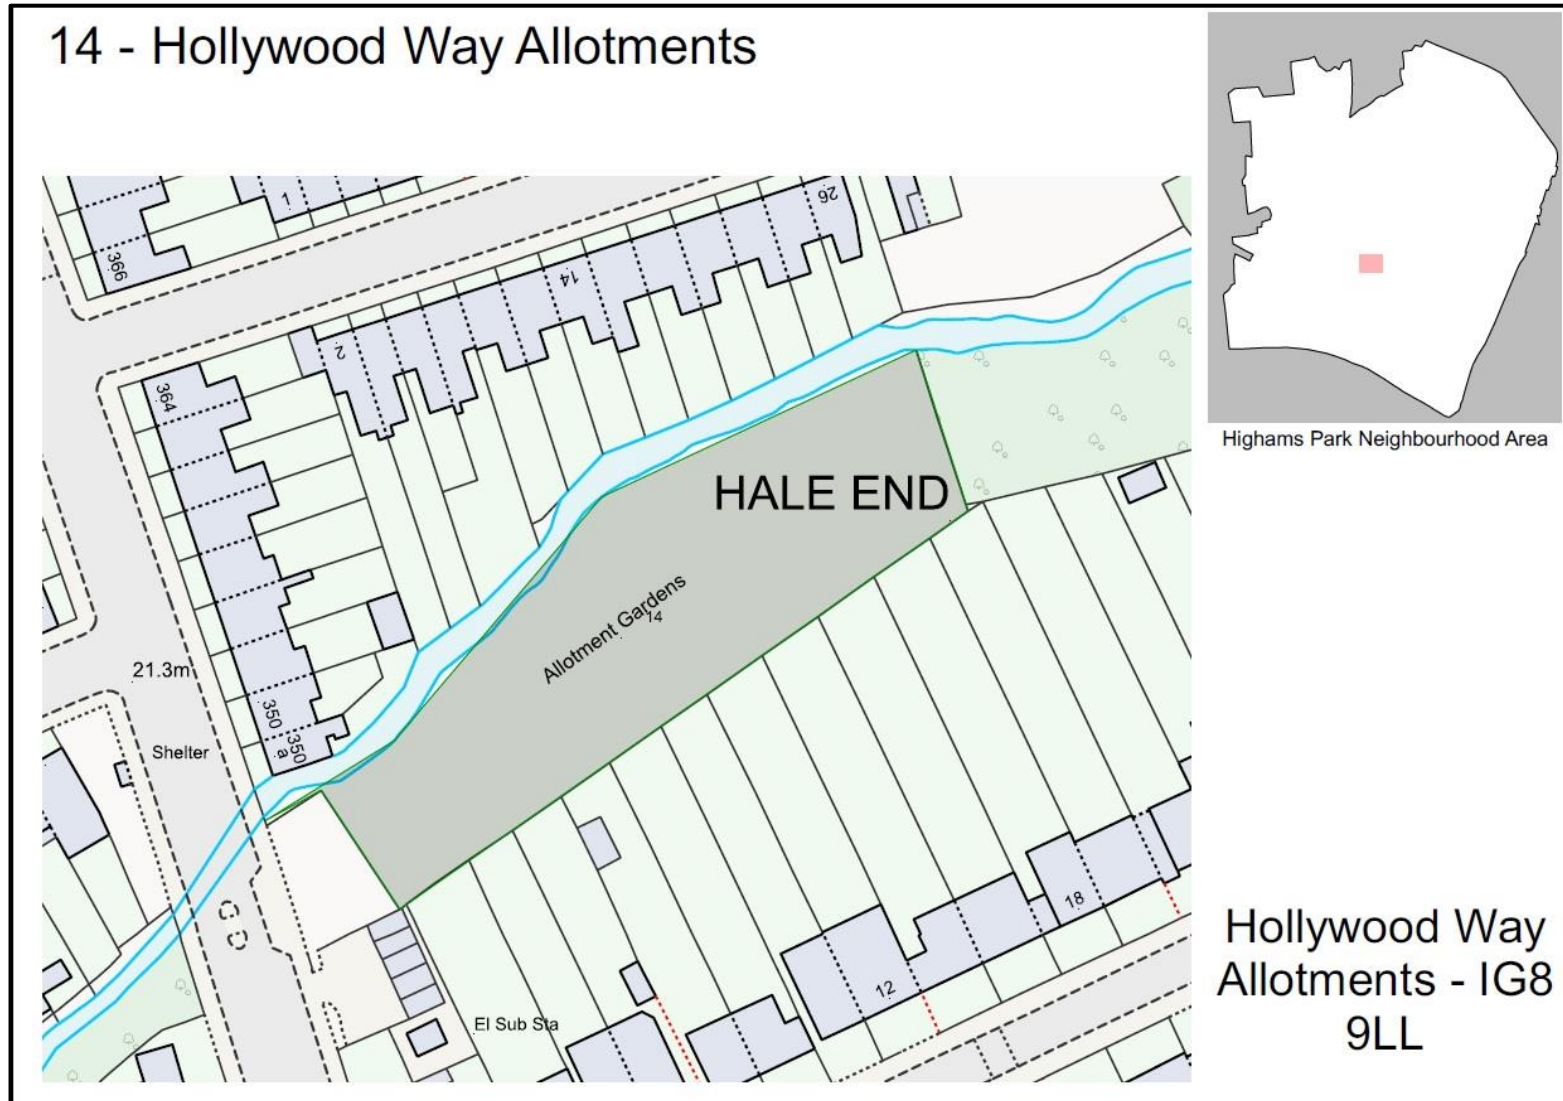 14 - Hollywood Way Allotments
Highams Park Neighbourhood Area
1
366
26
14
2
364
HALE END
Allotment Gardens
14
21.3m
350
350
a
Shelter
18
12
El Sub Sta
Hollywood Way
Allotments - IG8
9LL